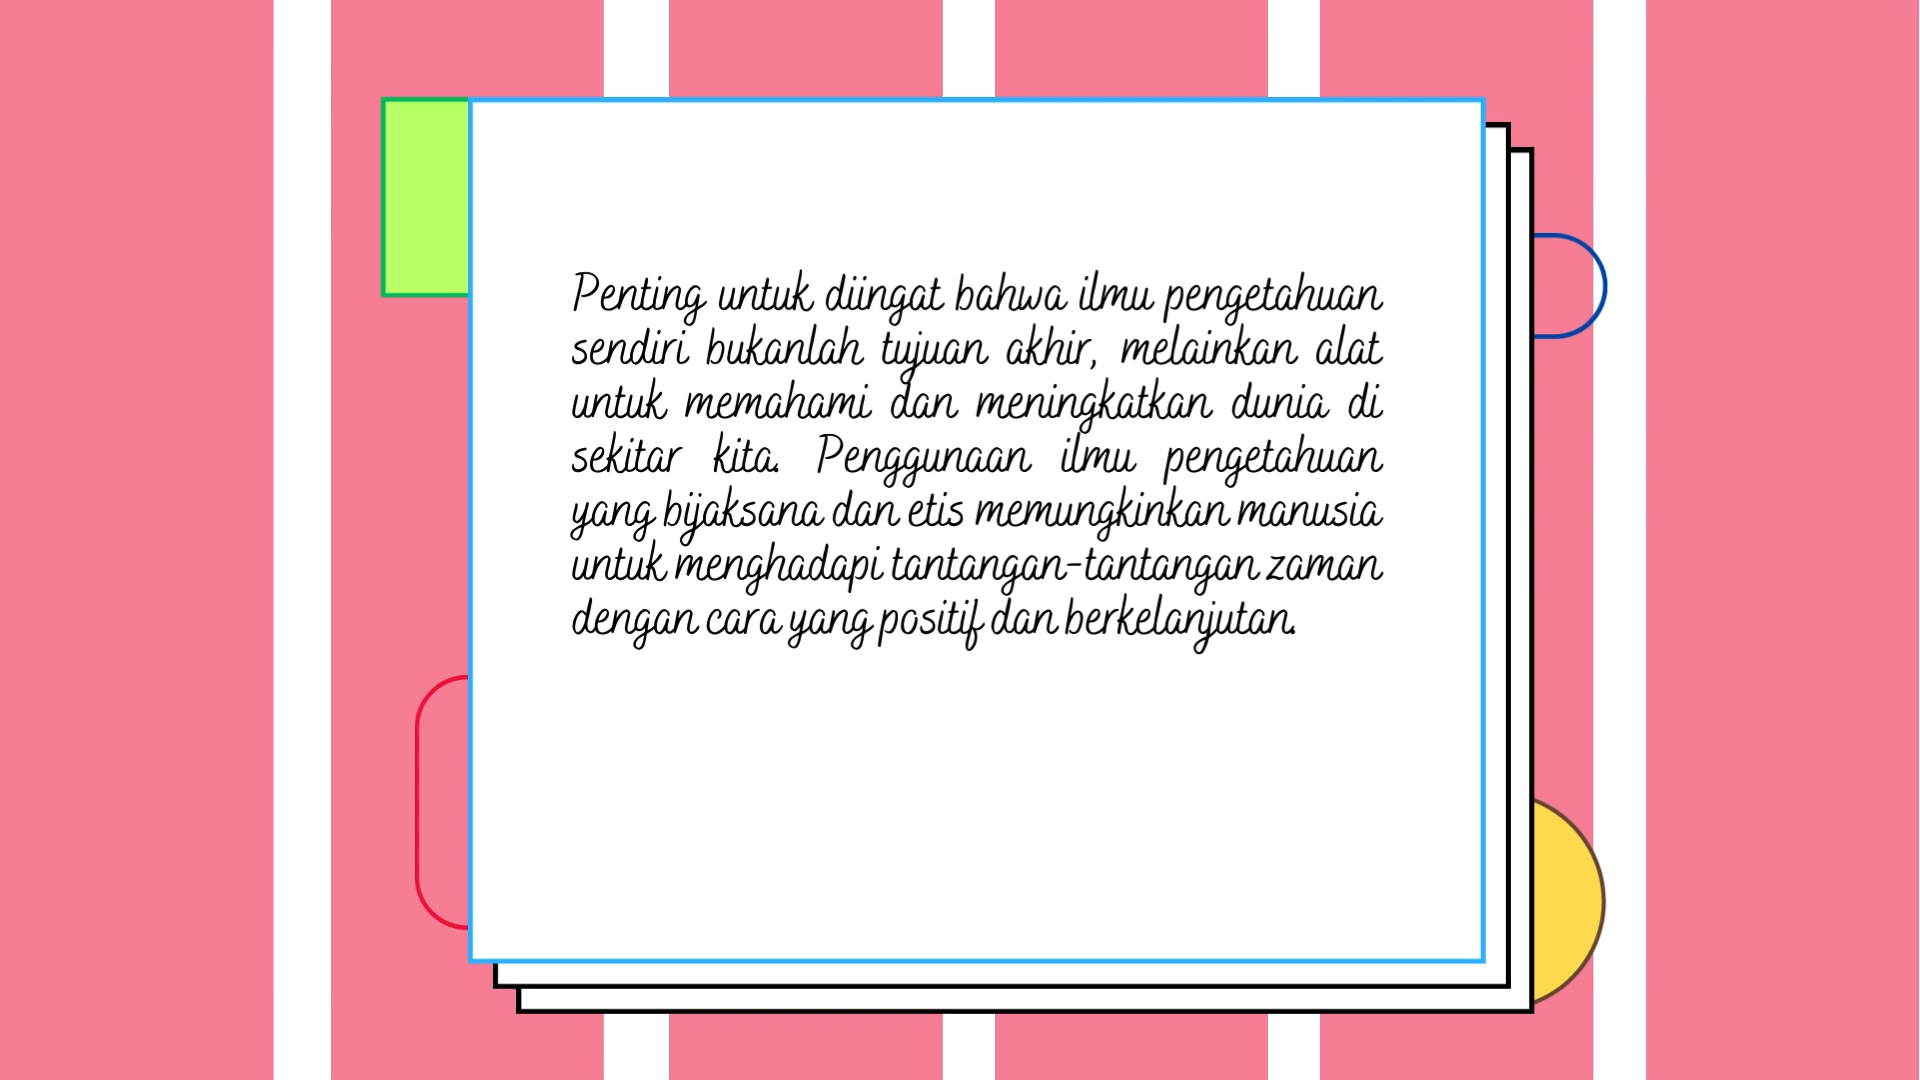 Penting untuk diingat bahwa ilmu pengetahuan
sendiri bukanlah tujuan akhir, melainkan alat
untuk memahami dan meningkatkan dunia di
sekitar kita. Penggunaan ilmu pengetahuan
yang bijaksana dan etis memungkinkan manusia
untuk menghadapi tantangan-tantangan zaman
dengan cara yang positif dan berkelanjutan.